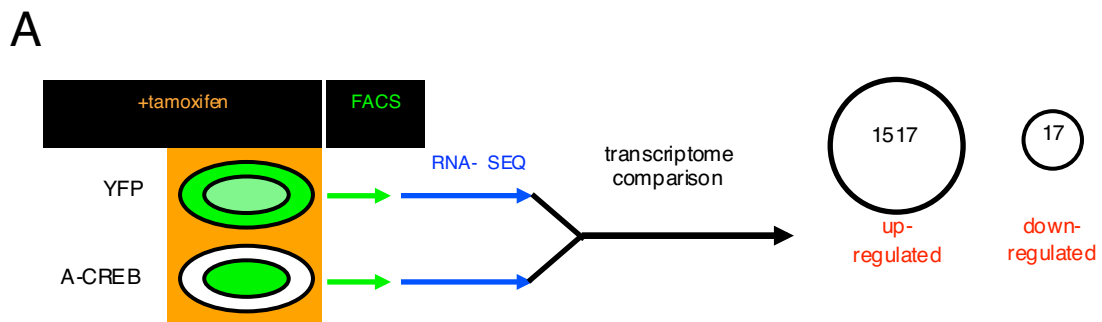 A
+tamoxifen
FACS
YFP
A-CREB
RNA- SEQ
transcriptome
comparison
1517
17
up-
regulated
down-
regulated